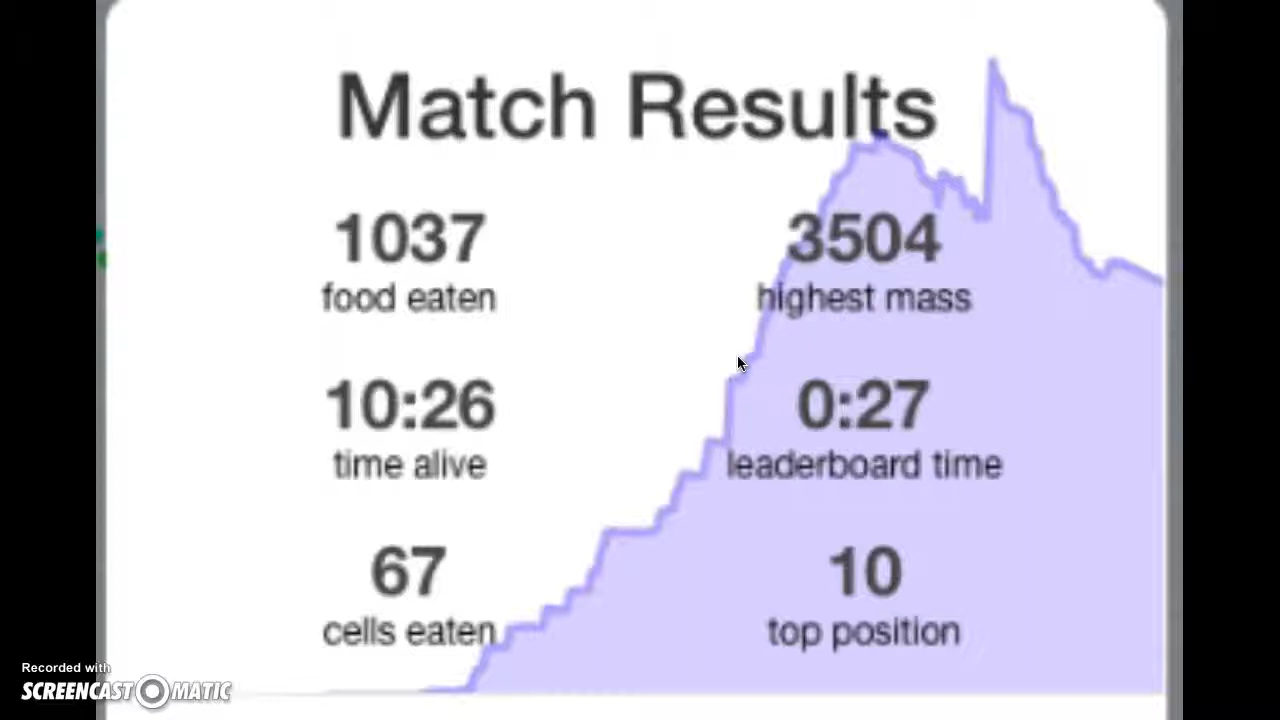 Match Results
1037
food eaten
3504
highest mass
10:26
time alive
0:27
leaderboard time
67
cells eaten
10
top position
Recorded with
SCREENCAST MATIC